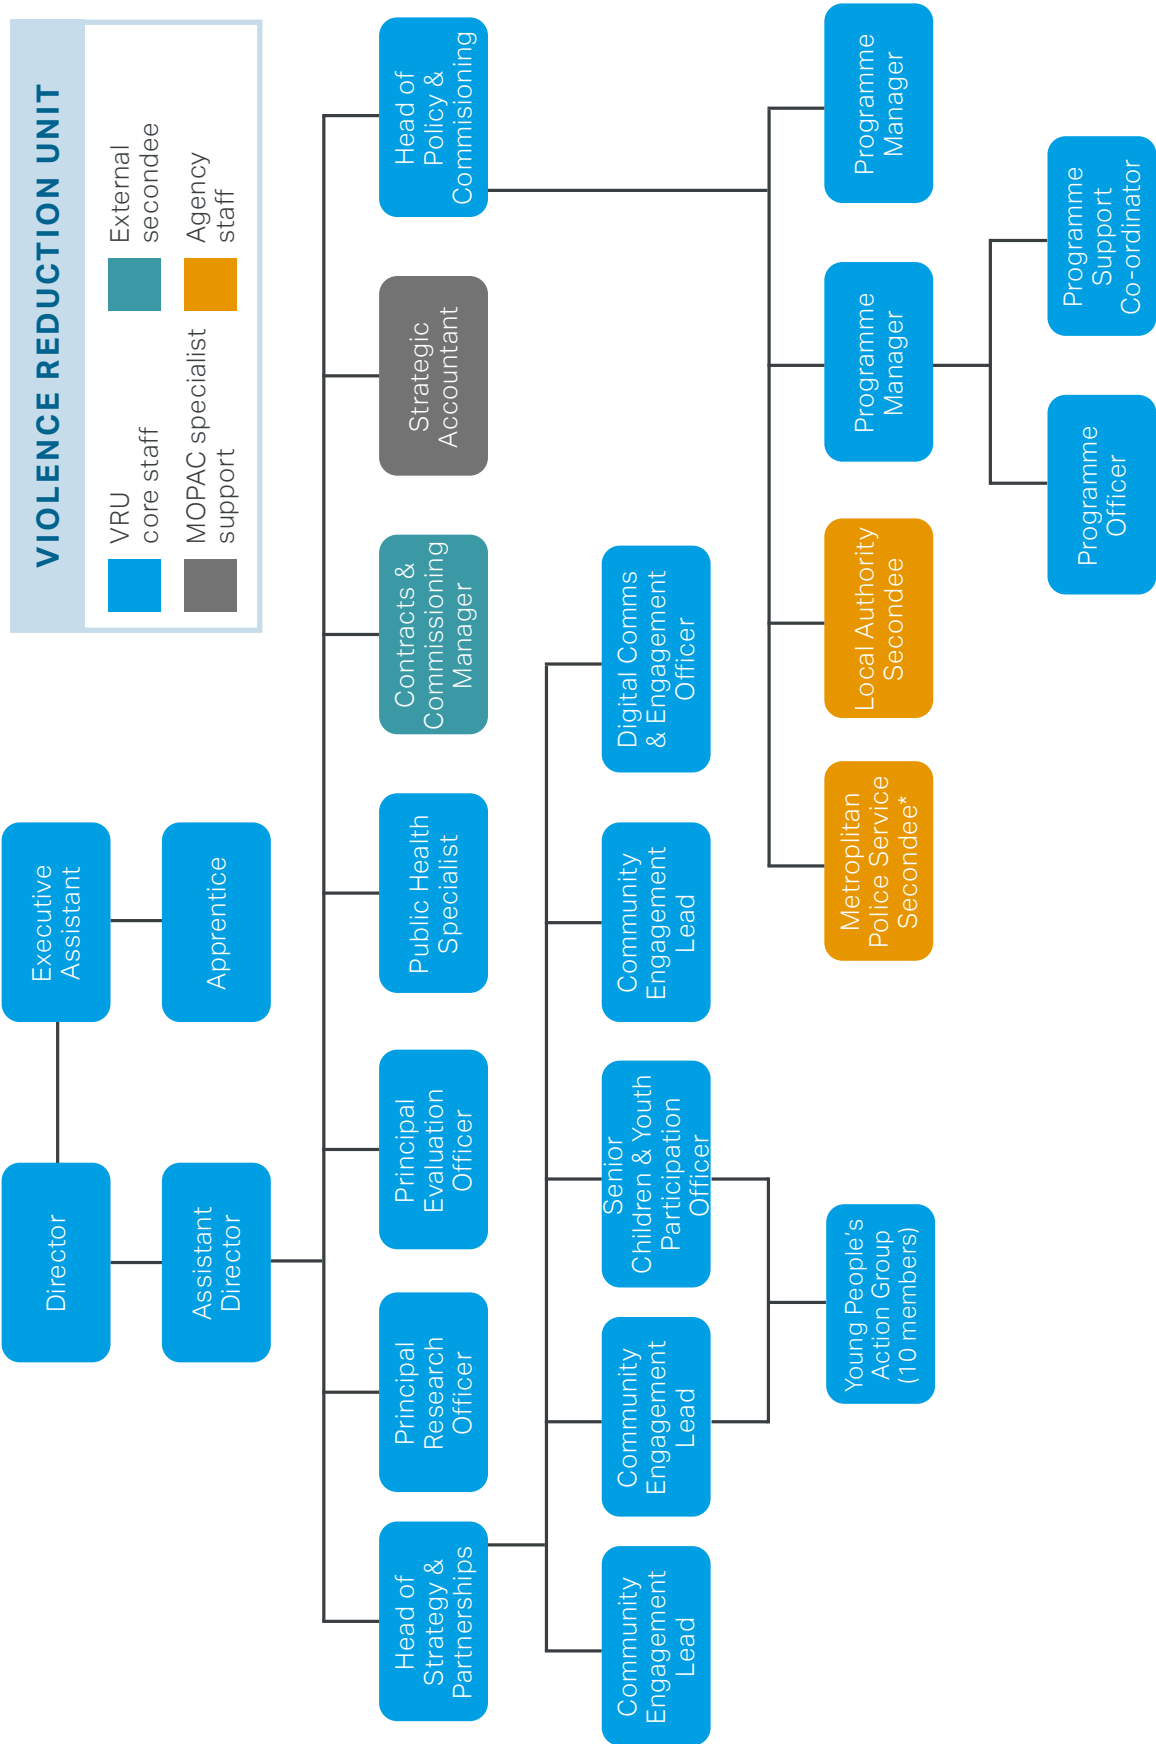 VIOLENCE REDUCTION UNIT
VRU
core staff
External
secondee
MOPAC specialist
support
Agency
staff
Director
Executive
Assistant
Assistant
Director
Apprentice
Head of
Strategy &
Partnerships
Principal
Research
Officer
Principal
Evaluation
Officer
Public Health
Specialist
Contracts &
Commissioning
Manager
Strategic
Accountant
Head of
Policy &
Commisioning
Community
Engagement
Lead
Community
Engagement
Lead
Senior
Children & Youth
Participation
Officer
Community
Engagement
Lead
Digital Comms
& Engagement
Officer
Young People’s
Action Group
(10 members)
Metroplitan
Police Service
Secondee*
Local Authority
Secondee
Programme
Manager
Programme
Manager
Programme
Officer
Programme
Support
Co-ordinator